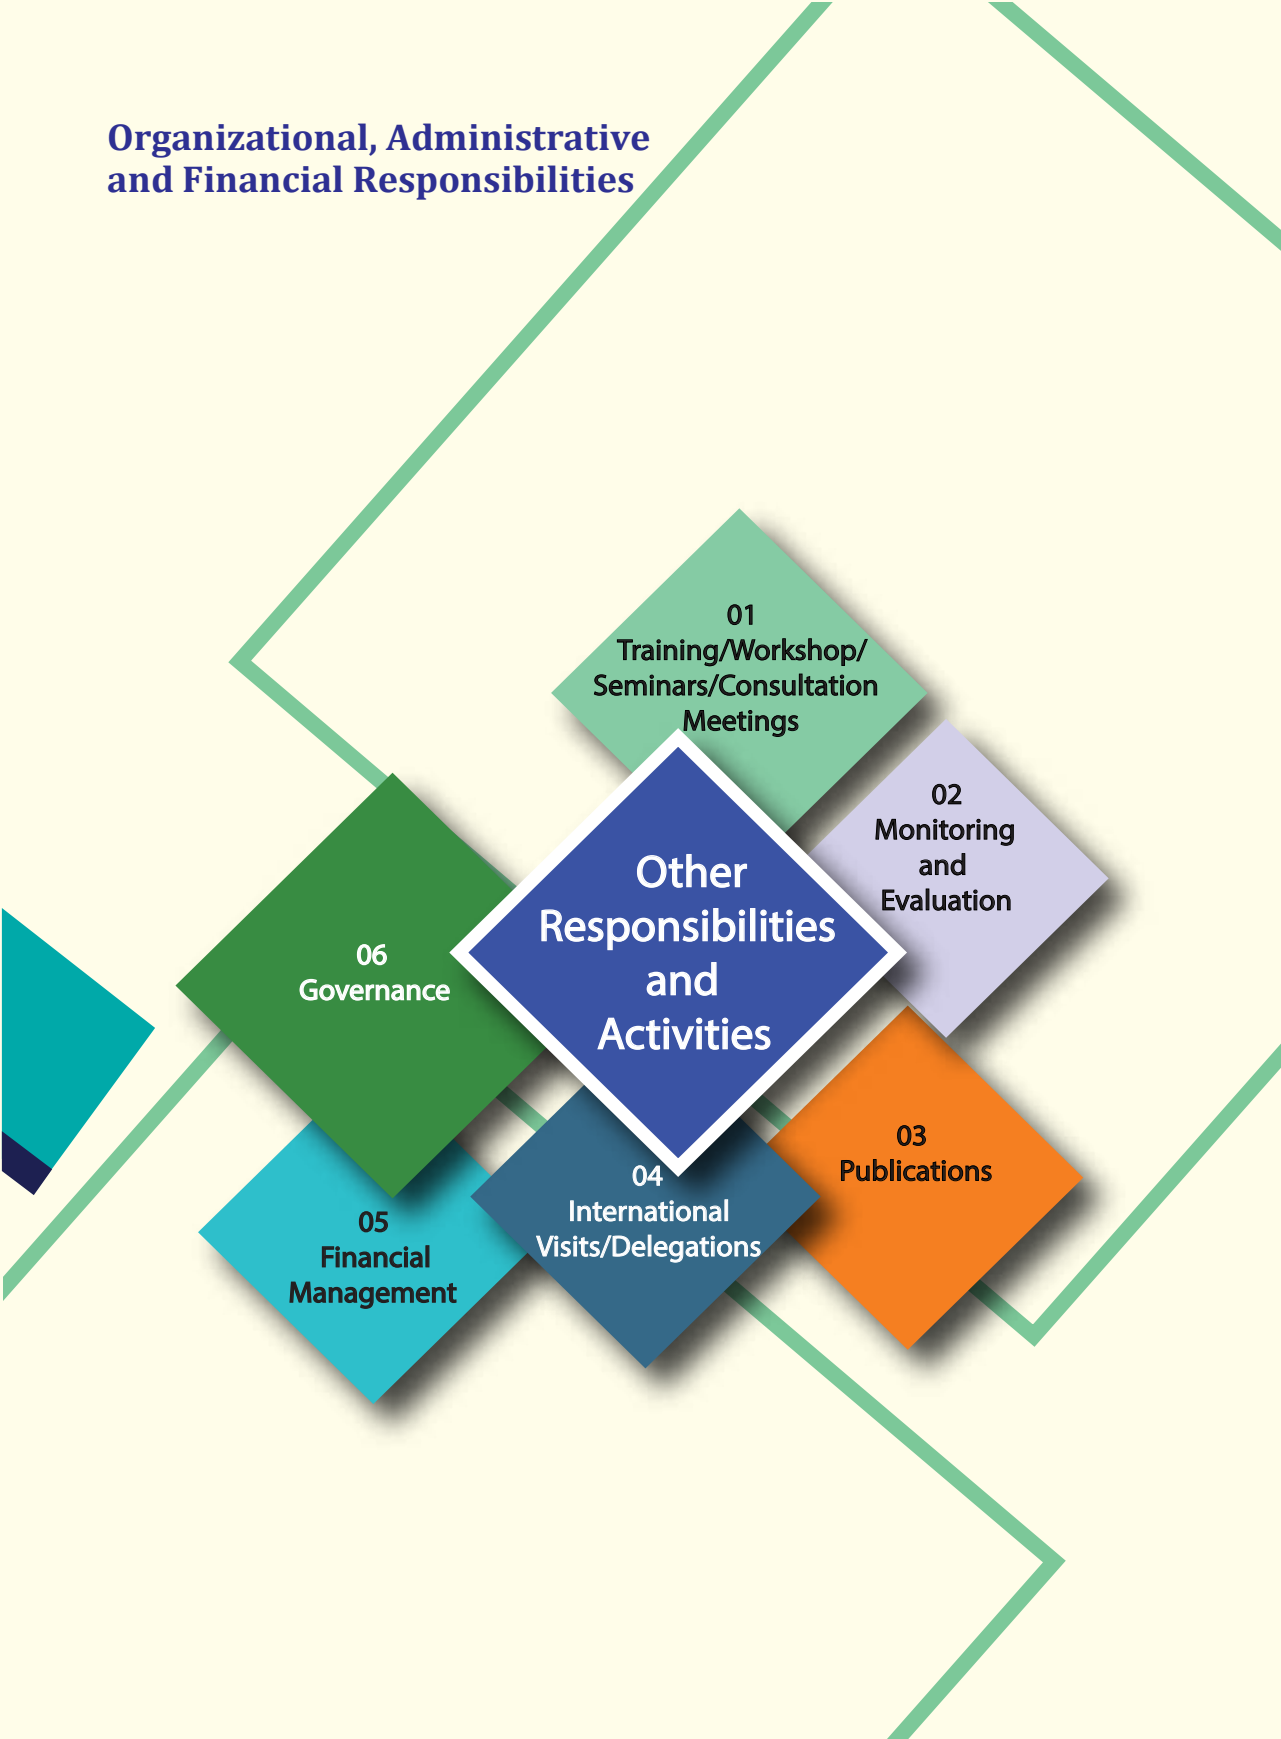 Organizational, Administrative
and Financial Responsibilities
01
Training/Workshop/
Seminars/Consultation
Meetings
02
Monitoring
and
Evaluation
Other
Responsibilities
and
Activities
06
Governance
03
Publications
04
International
Visits/Delegations
05
Financial
Management